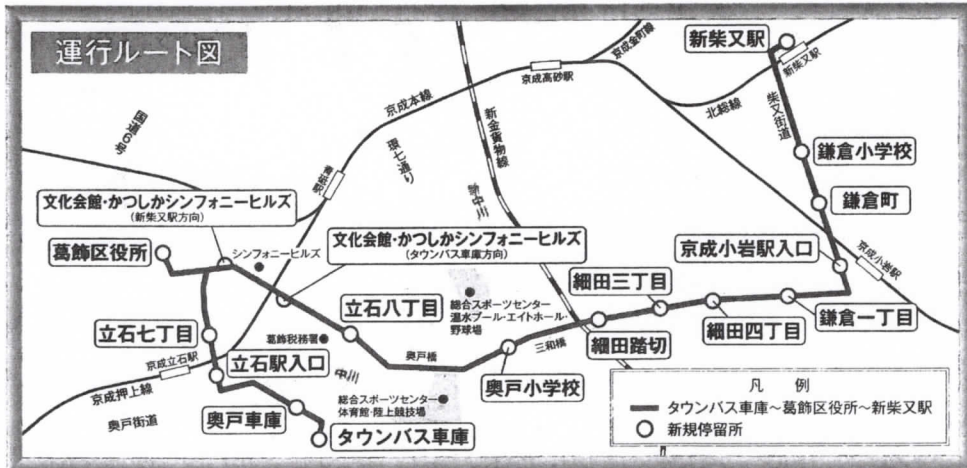 運行ルート図
新柴又駅
新柴又駅
京成金町線
京成高砂駅
北総線
柴又街道
京成本線
新金貨物線
国道6号
環七通り
青砥駅
新中川
鎌倉小学校
鎌倉町
文化会館・かつしかシンフォニーヒルズ
(新柴又駅方向)
文化会館・かつしかシンフォニーヒルズ
(タウンバス車庫方向)
京成小岩駅入口
京成小岩駅
葛飾区役所
シンフォニーヒルズ
細田三丁目
立石八丁目
総合スポーツセンター
温水プール・エイトホール・
野球場
細田四丁目
鎌倉一丁目
立石七丁目
葛飾税務署
三和橋
細田踏切
京成立石駅
立石駅入口
奥戸橋
奥戸小学校
中川
京成押上線
奥戸街道
奥戸車庫
総合スポーツセンター
体育館・陸上競技場
タウンバス車庫
凡 例
タウンバス車庫～葛飾区役所～新柴又駅
新規停留所